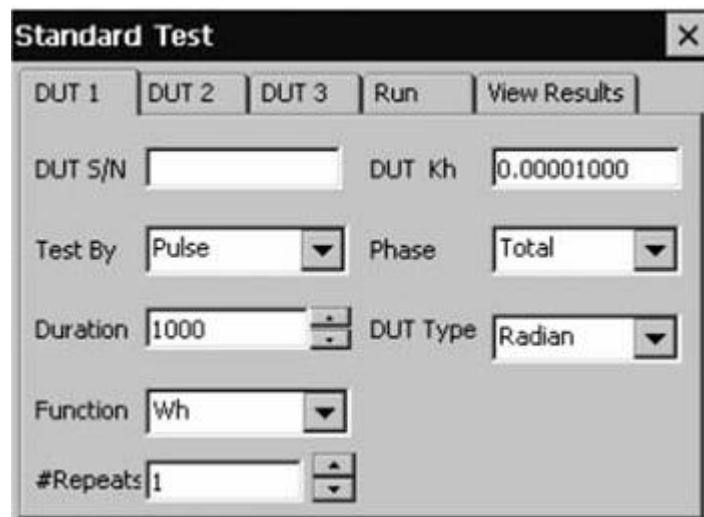 Standard Test
DUT 1 DUT 2 DUT 3 Run View Results
DUT S/N DUT Kh 0.00001000
Test By Pulse Phase Total
Duration 1000 DUT Type Radian
Function Wh
#Repeats 1